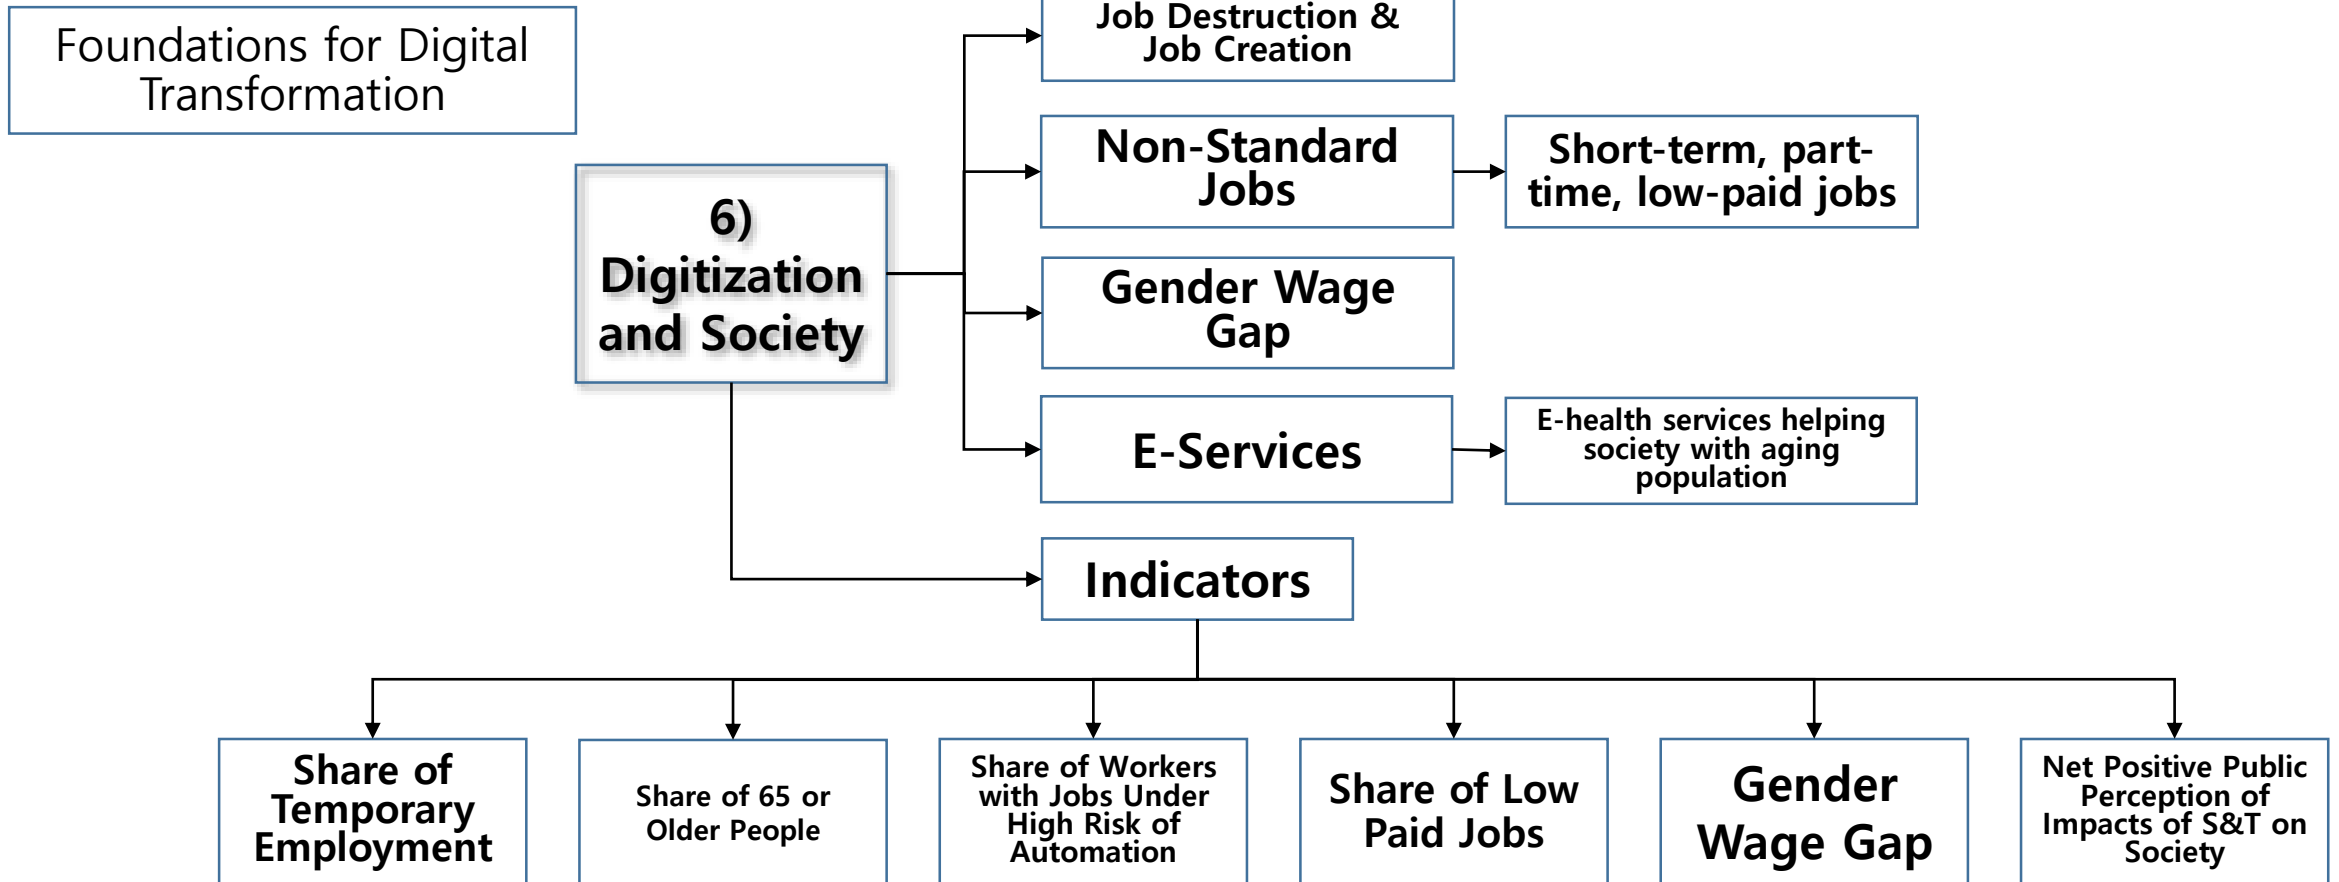 Foundations for Digital
Transformation
Job Destruction &
Job Creation
Non-Standard
Jobs
Short-term, part-
time, low-paid jobs
6)
Digitization
and Society
Gender Wage
Gap
E-Services
E-health services helping
society with aging
population
Indicators
Share of
Temporary
Employment
Share of 65 or
Older People
Share of Workers
with Jobs Under
High Risk of
Automation
Share of Low
Paid Jobs
Gender
Wage Gap
Net Positive Public
Perception of
Impacts of S&T on
Society